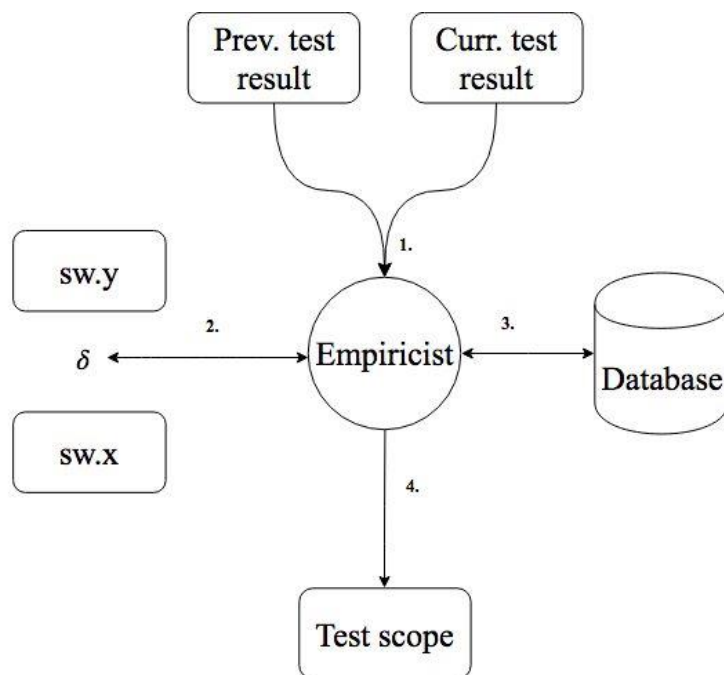 Prev. test
result
Curr. test
result
1.
sw.y
2.
3.
δ
Empiricist
Database
sw.x
4.
Test scope